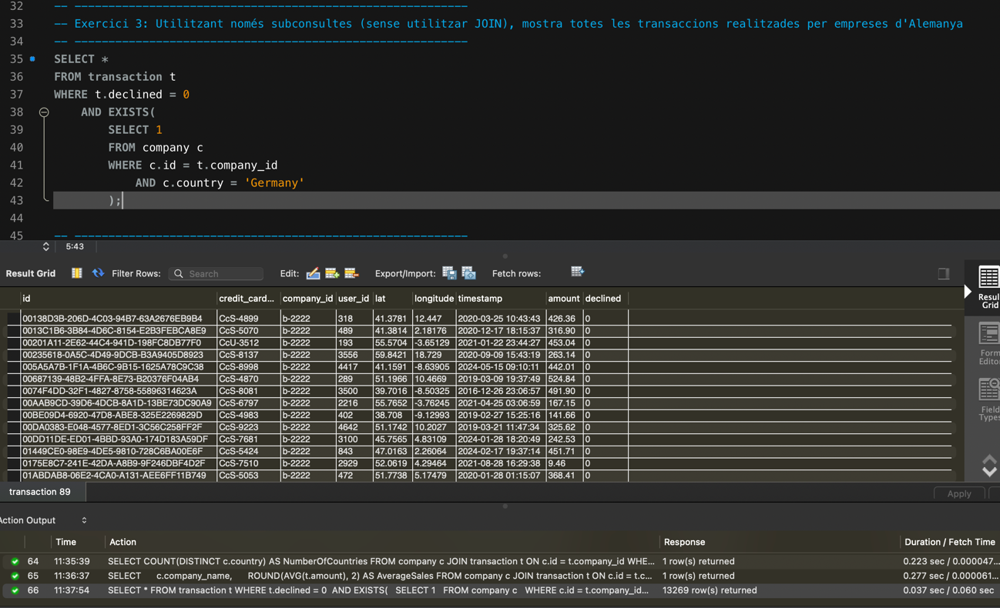 32 -- ----------------------------------------------------------
33 -- Exercici 3: Utilitzant només subconsultes (sense utilitzar JOIN), mostra totes les transaccions realitzades per empreses d'Alemanya
34 -- ----------------------------------------------------------
35 SELECT *
36 FROM transaction t
37 WHERE t.declined = 0
38 AND EXISTS(
39 SELECT 1
40 FROM company c
41 WHERE c.id = t.company_id
42 AND c.country = 'Germany'
43 );
44
45 -- ----------------------------------------------------------
5:43
Result Grid Filter Rows: Search Edit: Export/Import: Fetch rows:
id credit_card... company_id user_id lat longitude timestamp amount declined
00138D3B-206D-4C03-94B7-63A2676EB9B4 CcS-4899 b-2222 318 41.3781 12.447 2020-03-25 10:43:43 426.36 0
0013C1B6-3B84-4D6C-8154-E2B3FEBCA8E9 CcS-5070 b-2222 489 41.3814 2.18176 2020-12-17 18:15:37 316.90 0
00201A11-2E62-44C4-941D-198FC8DB77F0 CcU-3512 b-2222 193 55.5704 -3.65129 2021-01-22 23:44:27 453.04 0
00235618-0A5C-4D49-9DCB-B3A9405D8923 CcS-8137 b-2222 3556 59.8421 18.729 2020-09-09 15:43:19 263.14 0
005A5A7B-1F1A-4B6C-9B15-1625A78C9C38 CcS-8998 b-2222 4417 41.1591 -8.63905 2024-05-15 09:10:11 442.01 0
00687139-48B2-4FFA-8E73-B20376F04AB4 CcS-4870 b-2222 289 51.1966 10.4669 2019-03-09 19:37:49 524.84 0
0074F4DD-32F1-4827-8758-55896314623A CcS-8081 b-2222 3500 39.7016 -8.50325 2016-12-26 23:06:57 491.90 0
00AAB9CD-39D6-4DCB-8A1D-13BE73DC90A9 CcS-6797 b-2222 2216 55.7652 -3.76245 2021-04-25 03:06:59 167.15 0
00BE09D4-6920-47D8-ABE8-325E2269829D CcS-4983 b-2222 402 38.708 -9.12993 2019-02-27 15:25:16 141.66 0
00DA0383-E048-4577-8ED1-3C56C258FF2F CcS-9223 b-2222 4642 51.1742 10.2027 2019-03-21 11:47:34 325.62 0
00DD11DE-ED01-4BBD-93A0-174D183A59DF CcS-7681 b-2222 3100 45.7565 4.83109 2024-01-28 18:20:49 242.53 0
01449CE0-98E9-4DE5-9810-728C6BA00E6F CcS-5424 b-2222 843 47.0163 2.26064 2024-02-17 19:37:14 451.71 0
0175E8C7-241E-42DA-A8B9-9F246DBF4D2F CcS-7510 b-2222 2929 52.0619 4.29464 2021-08-28 16:29:38 9.46 0
01ABDAB8-06E2-4CA0-A131-AEE6FF11B749 CcS-5053 b-2222 472 51.7738 5.17479 2020-01-28 01:15:07 368.41 0
Resul
Grid
Form
Edito
Field
Types
transaction 89 Apply
Action Output
Time Action Response Duration / Fetch Time
64 11:35:39 SELECT COUNT(DISTINCT c.country) AS NumberOfCountries FROM company c JOIN transaction t ON c.id = t.company_id WHE... 1 row(s) returned 0.223 sec / 0.000047...
65 11:36:37 SELECT c.company_name, ROUND(AVG(t.amount), 2) AS AverageSales FROM company c JOIN transaction t ON c.id = t.c... 1 row(s) returned 0.277 sec / 0.000061...
66 11:37:54 SELECT * FROM transaction t WHERE t.declined = 0 AND EXISTS( SELECT 1 FROM company c WHERE c.id = t.company_id... 13269 row(s) returned 0.037 sec / 0.060 sec